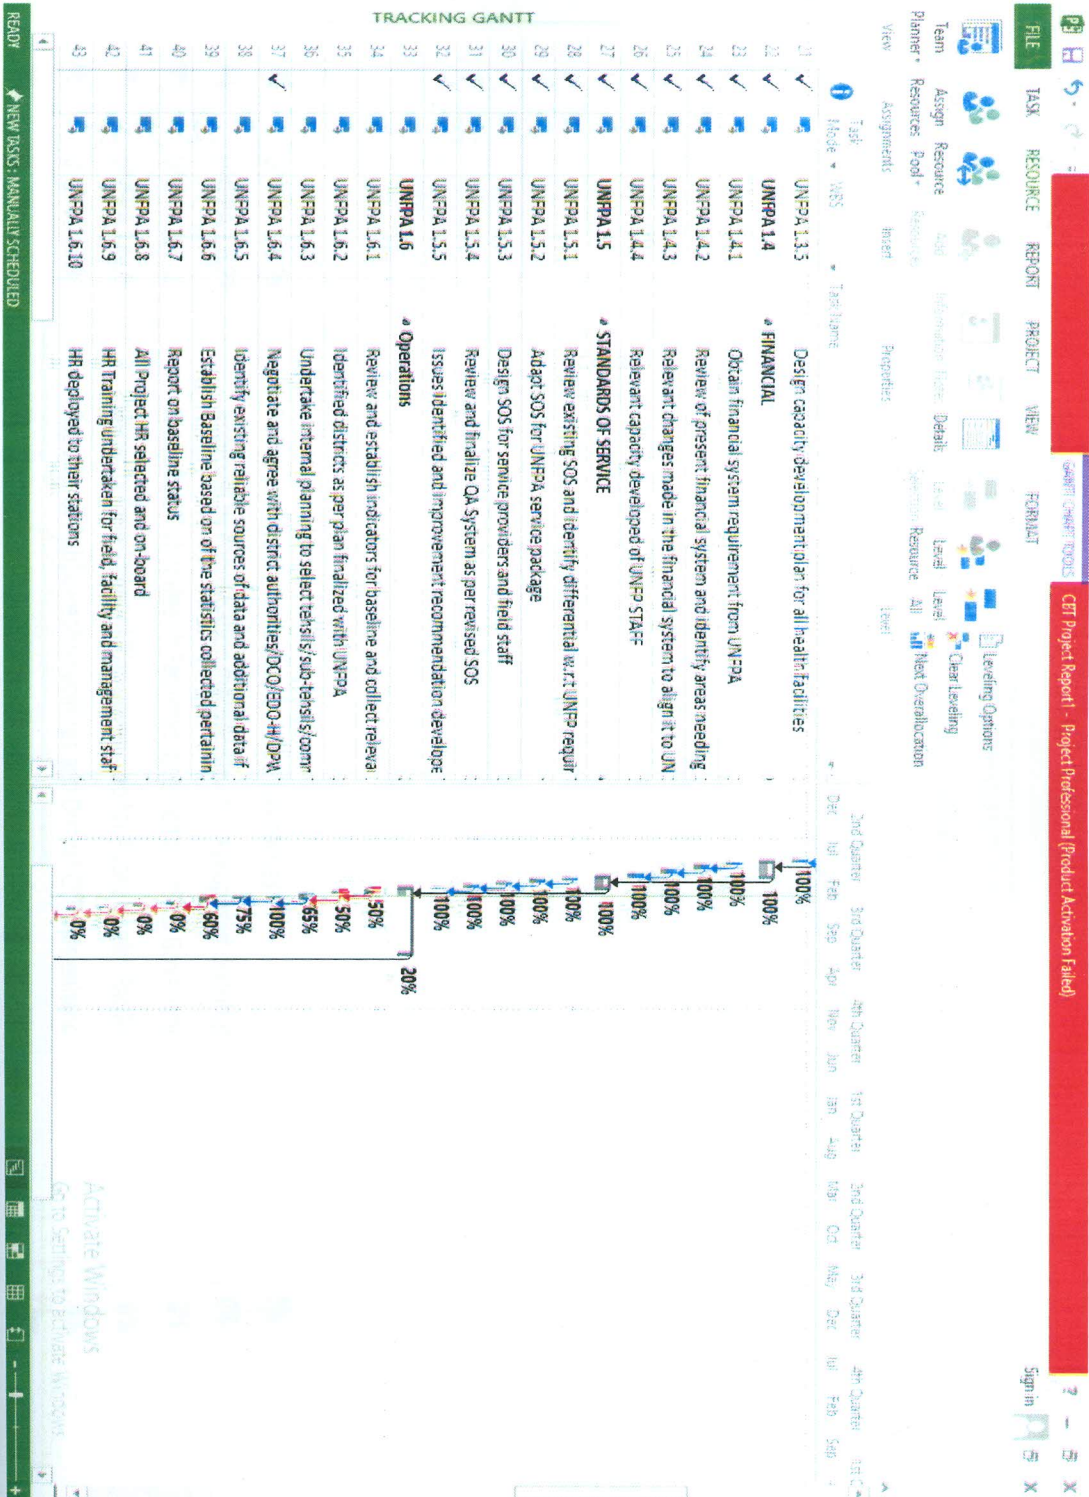 CBT Project Report1 - Project Professional (Product Activation Failed)
GANTT CHART TOOLS
FILE TASK RESOURCE REPORT PROJECT VIEW FORMAT
Sign in
Team Planner
Assign Resources
Resource Pool
Add Resources
Information
Notes
Details
Level Selection
Level Resource
Level All
Leveling Options
Clear Leveling
Next Overallocation
View Assignments Insert Properties Level
Task Mode WBS Task Name
2nd Quarter 3rd Quarter 4th Quarter 1st Quarter 2nd Quarter 3rd Quarter 4th Quarter
Dec Jul Feb Sep Apr Nov Jun Jan Aug Mar Oct May Dec Jul Feb Sep
TRACKING GANTT
21 UNFPA 1.3.5 Design capacity development plan for all health facilities 100%
22 UNFPA 1.4 FINANCIAL 100%
23 UNFPA 1.4.1 Obtain financial system requirement from UNFPA 100%
24 UNFPA 1.4.2 Review of present financial system and identify areas needing 100%
25 UNFPA 1.4.3 Relevant changes made in the financial system to align it to UN 100%
26 UNFPA 1.4.4 Relevant capacity developed of UNFP STAFF 100%
27 UNFPA 1.5 STANDARDS OF SERVICE 100%
28 UNFPA 1.5.1 Review existing SOS and identify differential w.r.t UNFP requir 100%
29 UNFPA 1.5.2 Adapt SOS for UNFPA service package 100%
30 UNFPA 1.5.3 Design SOS for service providers and field staff 100%
31 UNFPA 1.5.4 Review and finalize QA System as per revised SOS 100%
32 UNFPA 1.5.5 Issues identified and improvement recommendation develope 100%
33 UNFPA 1.6 Operations 20%
34 UNFPA 1.6.1 Review and establish indicators for baseline and collect releva 50%
35 UNFPA 1.6.2 Identified districts as per plan finalized with UNFPA 50%
36 UNFPA 1.6.3 Undertake internal planning to select tehsils/sub-tehsils/comm 65%
37 UNFPA 1.6.4 Negotiate and agree with district authorities/DCO/EDO-H/DPW 100%
38 UNFPA 1.6.5 Identify existing reliable sources of data and additional data if 75%
39 UNFPA 1.6.6 Establish Baseline based on of the statistics collected pertainin 60%
40 UNFPA 1.6.7 Report on baseline status 0%
41 UNFPA 1.6.8 All Project HR selected and on-board 0%
42 UNFPA 1.6.9 HR Training undertaken for field, facility and management staf 0%
43 UNFPA 1.6.10 HR deployed to their stations 0%
Activate Windows
Go to Settings to activate Windows
READY NEW TASKS : MANUALLY SCHEDULED